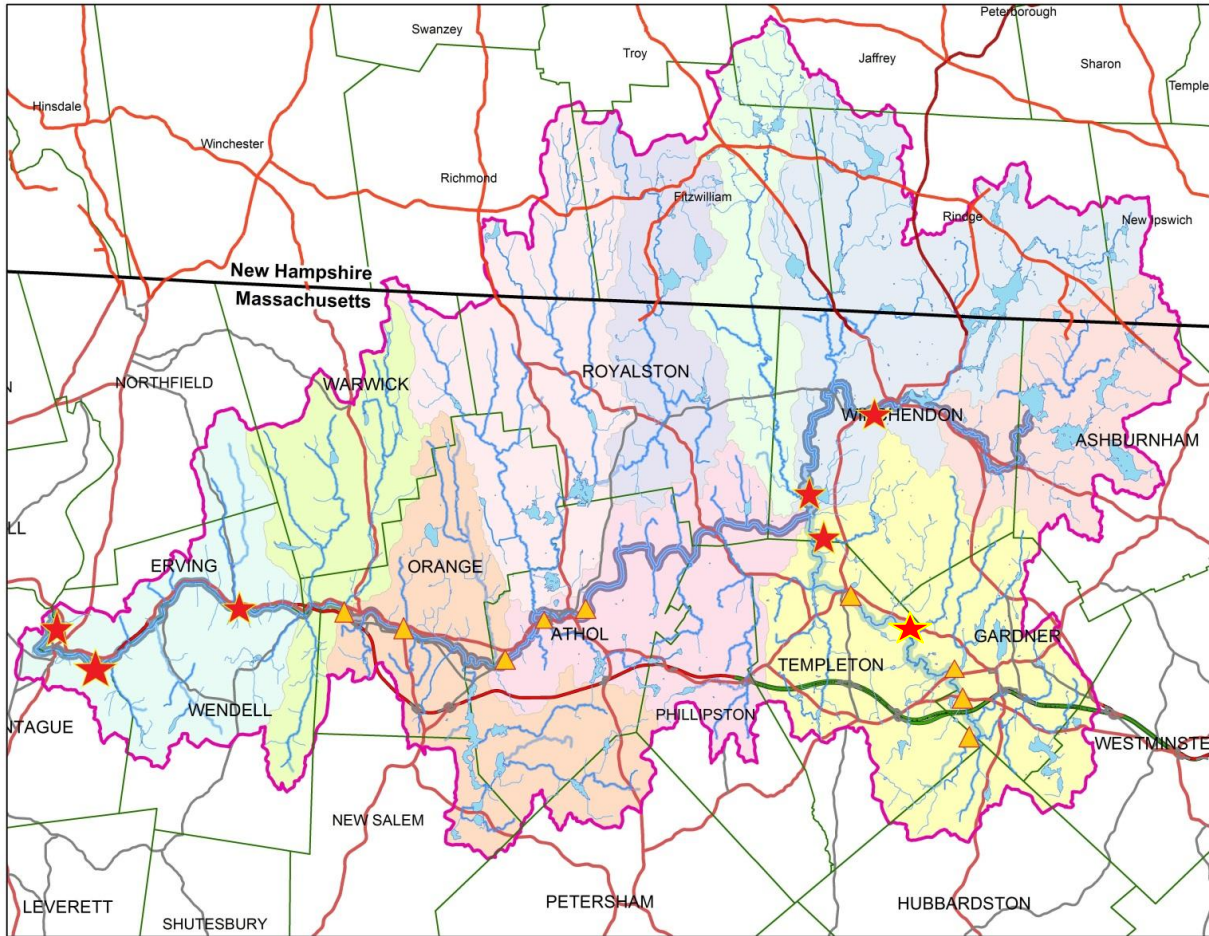 Peterborough
Swanzey
Troy
Jaffrey
Sharon
Temple
Hinsdale
Winchester
Richmond
Fitzwilliam
Rindge
New Ipswich
New Hampshire
Massachusetts
NORTHFIELD
WARWICK
ROYALSTON
WINCHENDON
ASHBURNHAM
LL
ERVING
ORANGE
ATHOL
GARDNER
TEMPLETON
WENDELL
PHILLIPSTON
NTAGUE
WESTMINSTE
NEW SALEM
PETERSHAM
HUBBARDSTON
LEVERETT
SHUTESBURY